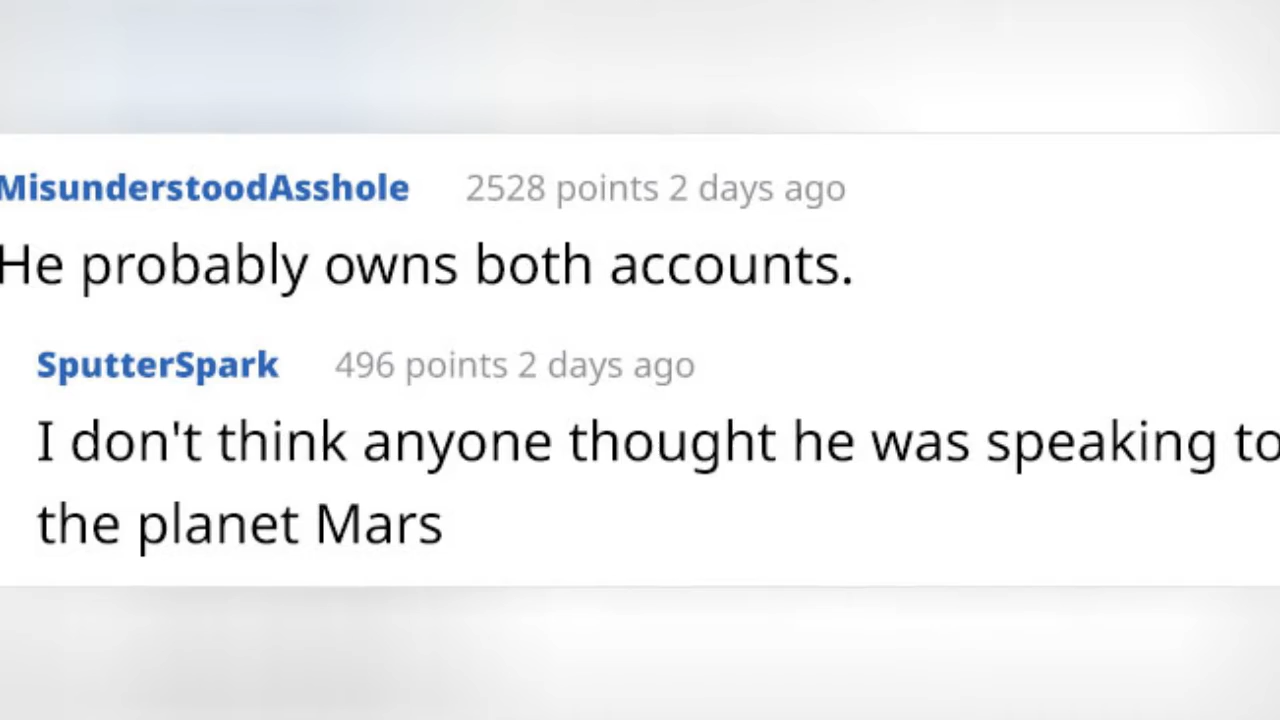 MisunderstoodAsshole 2528 points 2 days ago
He probably owns both accounts.
SputterSpark 496 points 2 days ago
I don't think anyone thought he was speaking to
the planet Mars